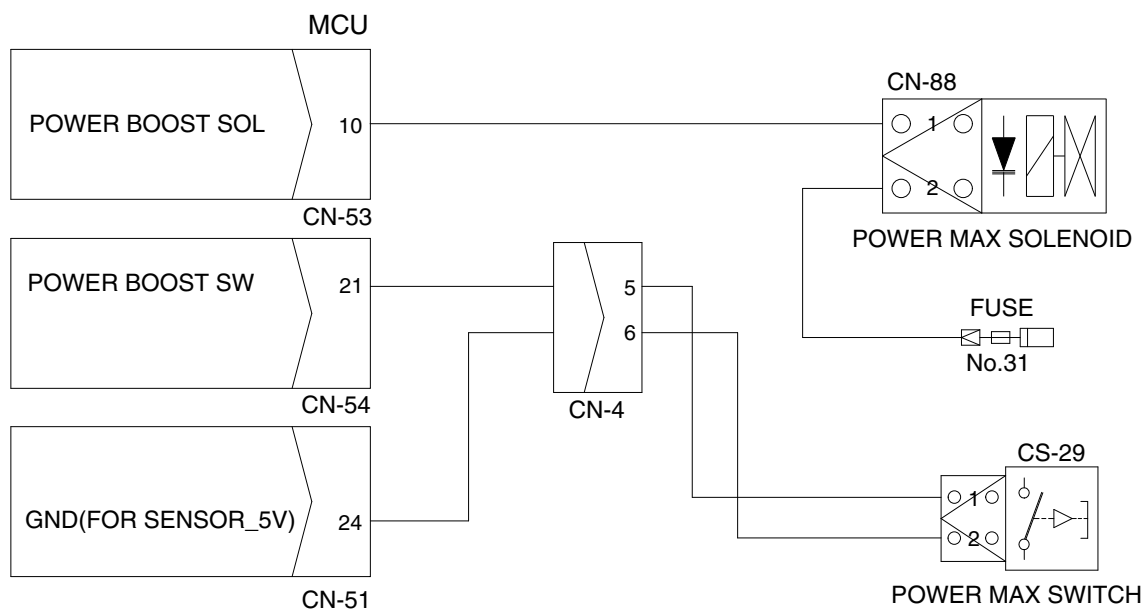 MCU
POWER BOOST SOL
10
CN-53
CN-88
1
2
POWER MAX SOLENOID
POWER BOOST SW
21
CN-54
5
6
CN-4
FUSE
No.31
GND(FOR SENSOR_5V)
24
CN-51
CS-29
1
2
POWER MAX SWITCH